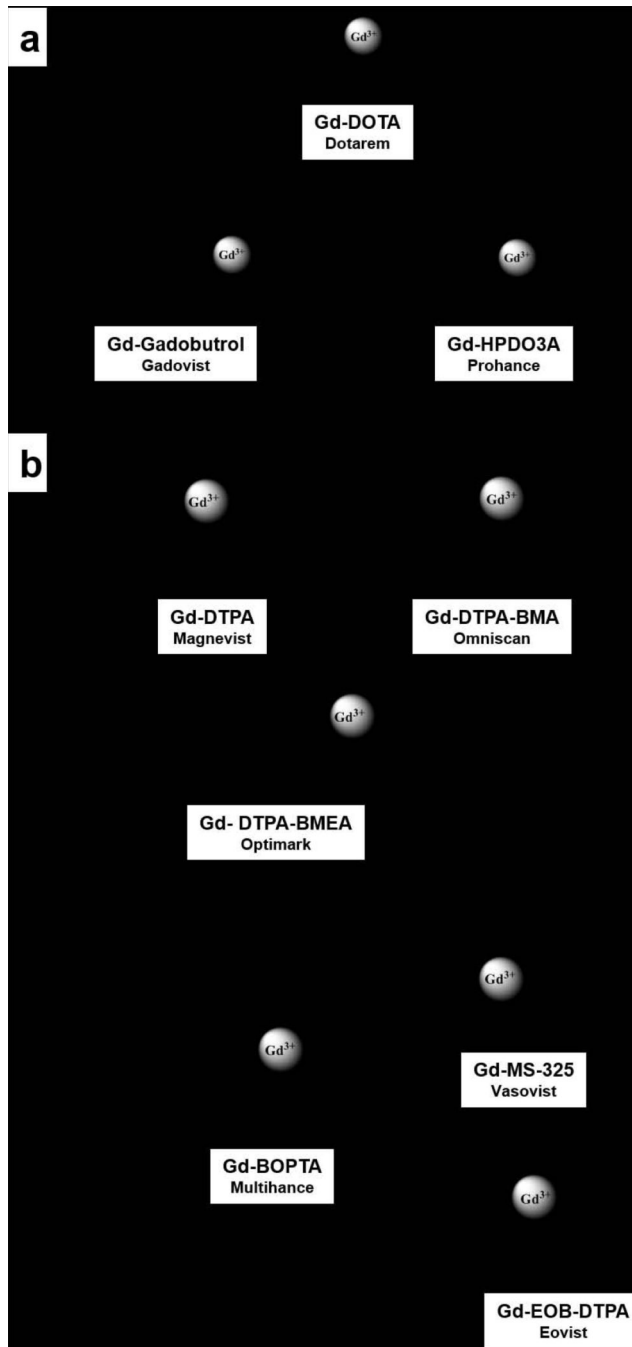 a
Gd³⁺
Gd-DOTA
Dotarem
Gd³⁺
Gd³⁺
Gd-Gadobutrol
Gadovist
Gd-HPDO3A
Prohance
b
Gd³⁺
Gd³⁺
Gd-DTPA
Magnevist
Gd-DTPA-BMA
Omniscan
Gd³⁺
Gd- DTPA-BMEA
Optimark
Gd³⁺
Gd³⁺
Gd-MS-325
Vasovist
Gd-BOPTA
Multihance
Gd³⁺
Gd-EOB-DTPA
Eovist